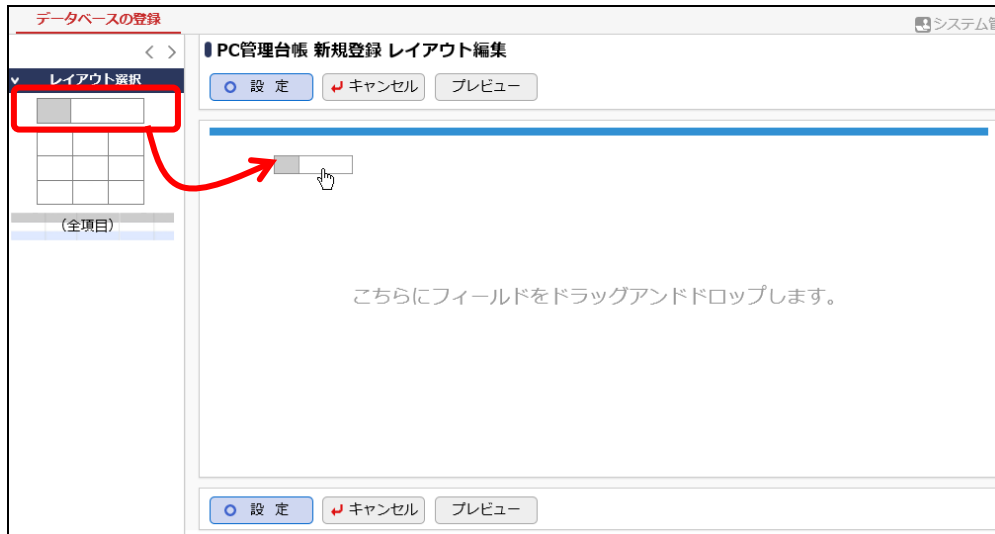 データベースの登録
システム管
< >
PC管理台帳 新規登録 レイアウト編集
レイアウト選択
設 定 キャンセル プレビュー
(全項目)
こちらにフィールドをドラッグアンドドロップします。
設 定 キャンセル プレビュー